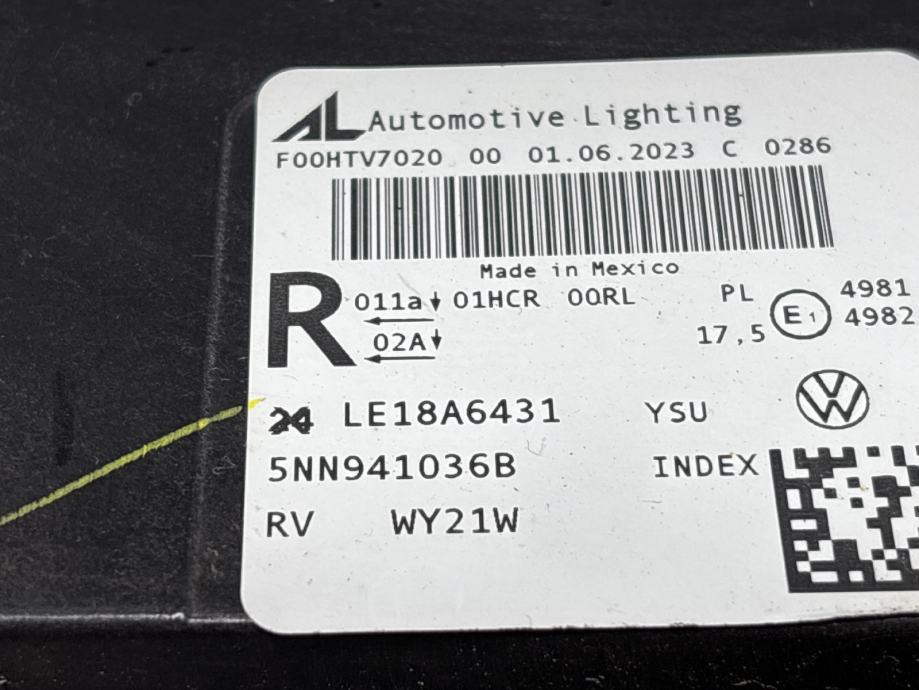 AL Automotive Lighting
F00HTV7020 00 01.06.2023 C 0286
Made in Mexico
R 011a 01HCR 00RL PL E1 4981
02A 17,5 4982
LE18A6431 YSU VW
5NN941036B INDEX
RV WY21W